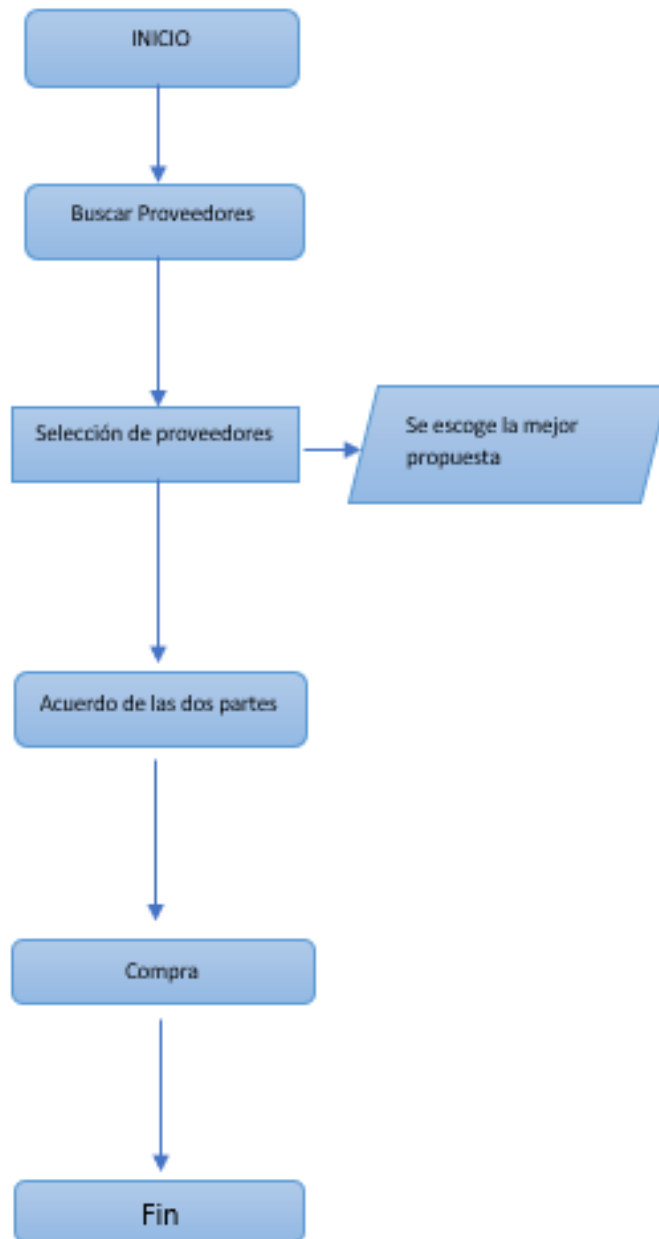 INICIO
Buscar Proveedores
Selección de proveedores
Se escoge la mejor
propuesta
Acuerdo de las dos partes
Compra
Fin